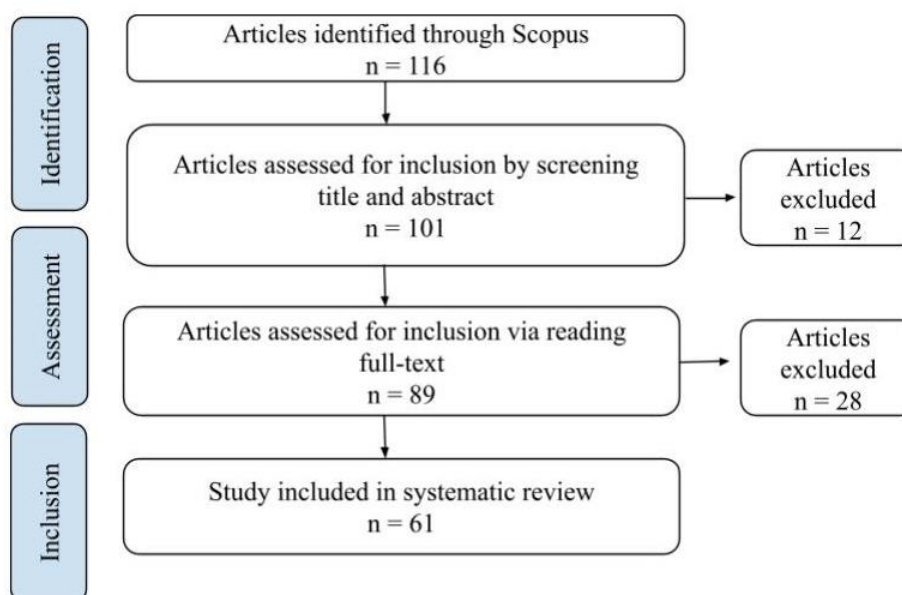 Identification
Articles identified through Scopus
n = 116
Articles assessed for inclusion by screening
title and abstract
n = 101
Articles
excluded
n = 12
Assessment
Articles assessed for inclusion via reading
full-text
n = 89
Articles
excluded
n = 28
Inclusion
Study included in systematic review
n = 61